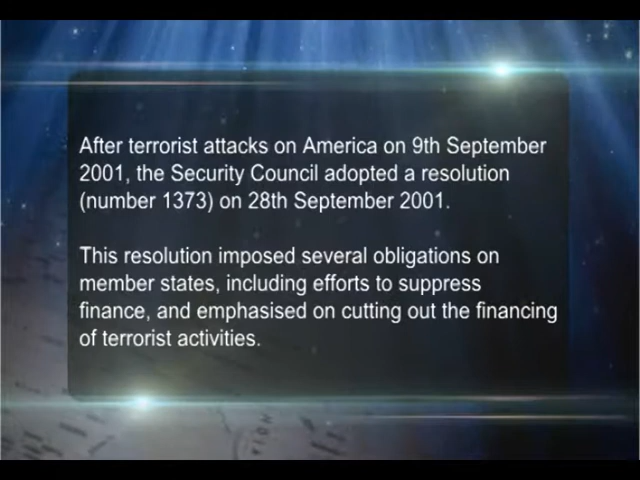 After terrorist attacks on America on 9th September
2001, the Security Council adopted a resolution
(number 1373) on 28th September 2001.
This resolution imposed several obligations on
member states, including efforts to suppress
finance, and emphasised on cutting out the financing
of terrorist activities.